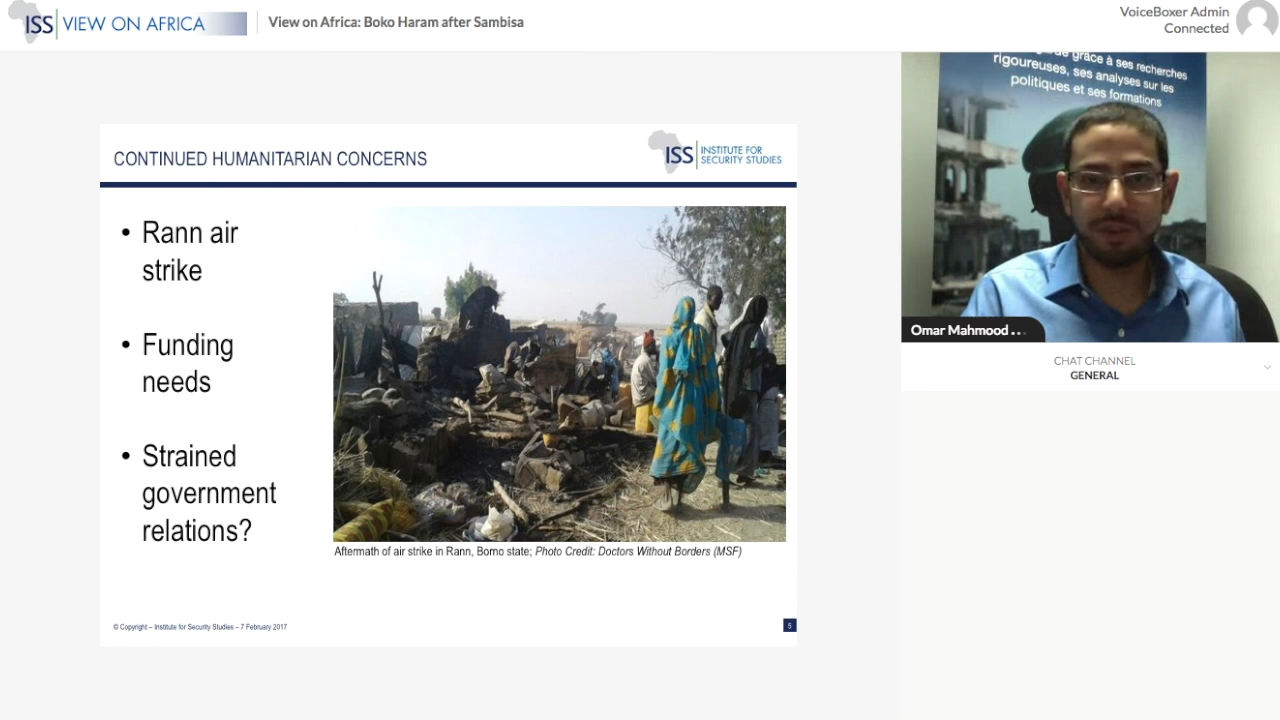 ISS VIEW ON AFRICA
View on Africa: Boko Haram after Sambisa
VoiceBoxer Admin
Connected
CONTINUED HUMANITARIAN CONCERNS
ISS INSTITUTE FOR
SECURITY STUDIES
• Rann air
strike
• Funding
needs
• Strained
government
relations?
Aftermath of air strike in Rann, Borno state; Photo Credit: Doctors Without Borders (MSF)
© Copyright – Institute for Security Studies – 7 February 2017
5
grâce à ses recherches
rigoureuses, ses analyses sur les
politiques et ses formations
Omar Mahmood ...
CHAT CHANNEL
GENERAL